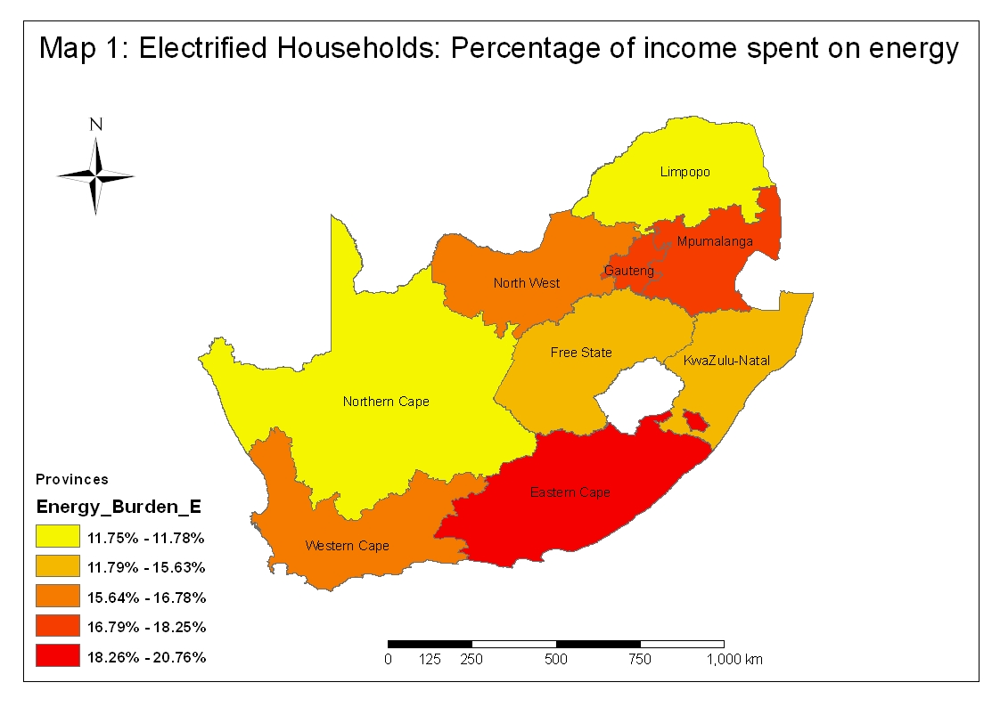 Map 1: Electrified Households: Percentage of income spent on energy
N
Limpopo
Mpumalanga
Gauteng
North West
Free State
KwaZulu-Natal
Northern Cape
Eastern Cape
Western Cape
Provinces
Energy_Burden_E
11.75% - 11.78%
11.79% - 15.63%
15.64% - 16.78%
16.79% - 18.25%
18.26% - 20.76%
0 125 250 500 750 1,000 km